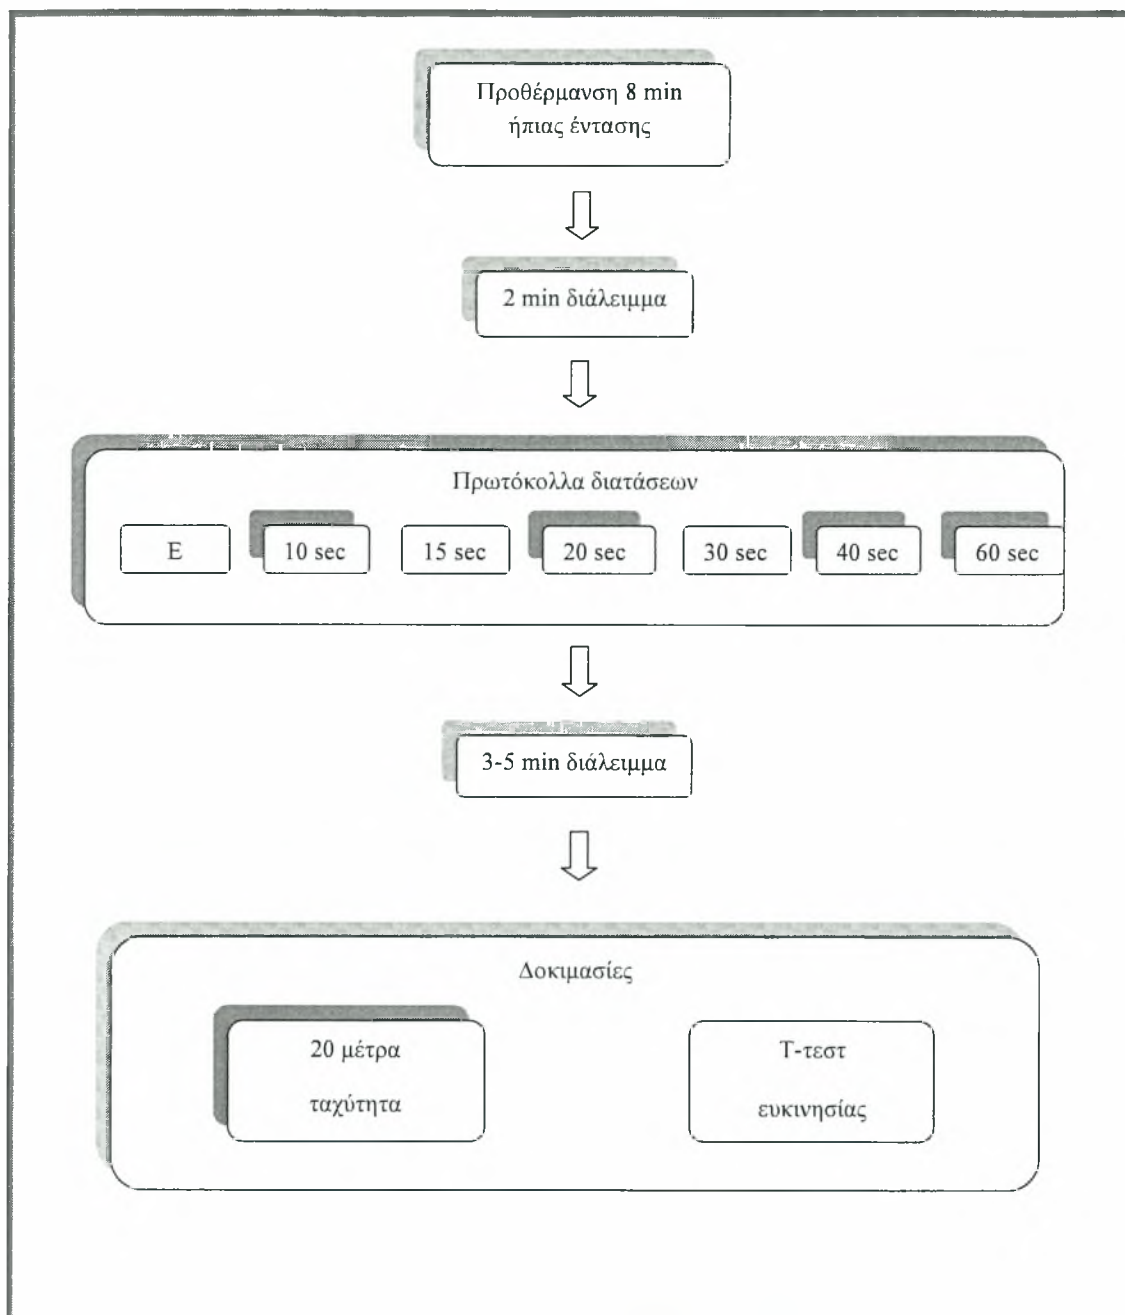 Προθέρμανση 8 min
ήπιας έντασης
2 min διάλειμμα
Πρωτόκολλα διατάσεων
Ε
10 sec
15 sec
20 sec
30 sec
40 sec
60 sec
3-5 min διάλειμμα
Δοκιμασίες
20 μέτρα
ταχύτητα
Τ-τεστ
ευκινησίας